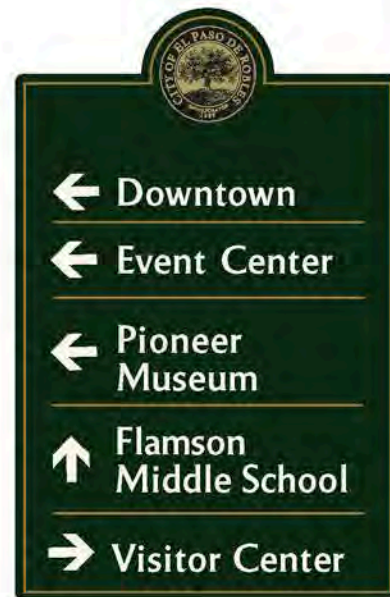 CITY OF EL PASO DE ROBLES
Downtown
Event Center
Pioneer
Museum
Flamson
Middle School
Visitor Center